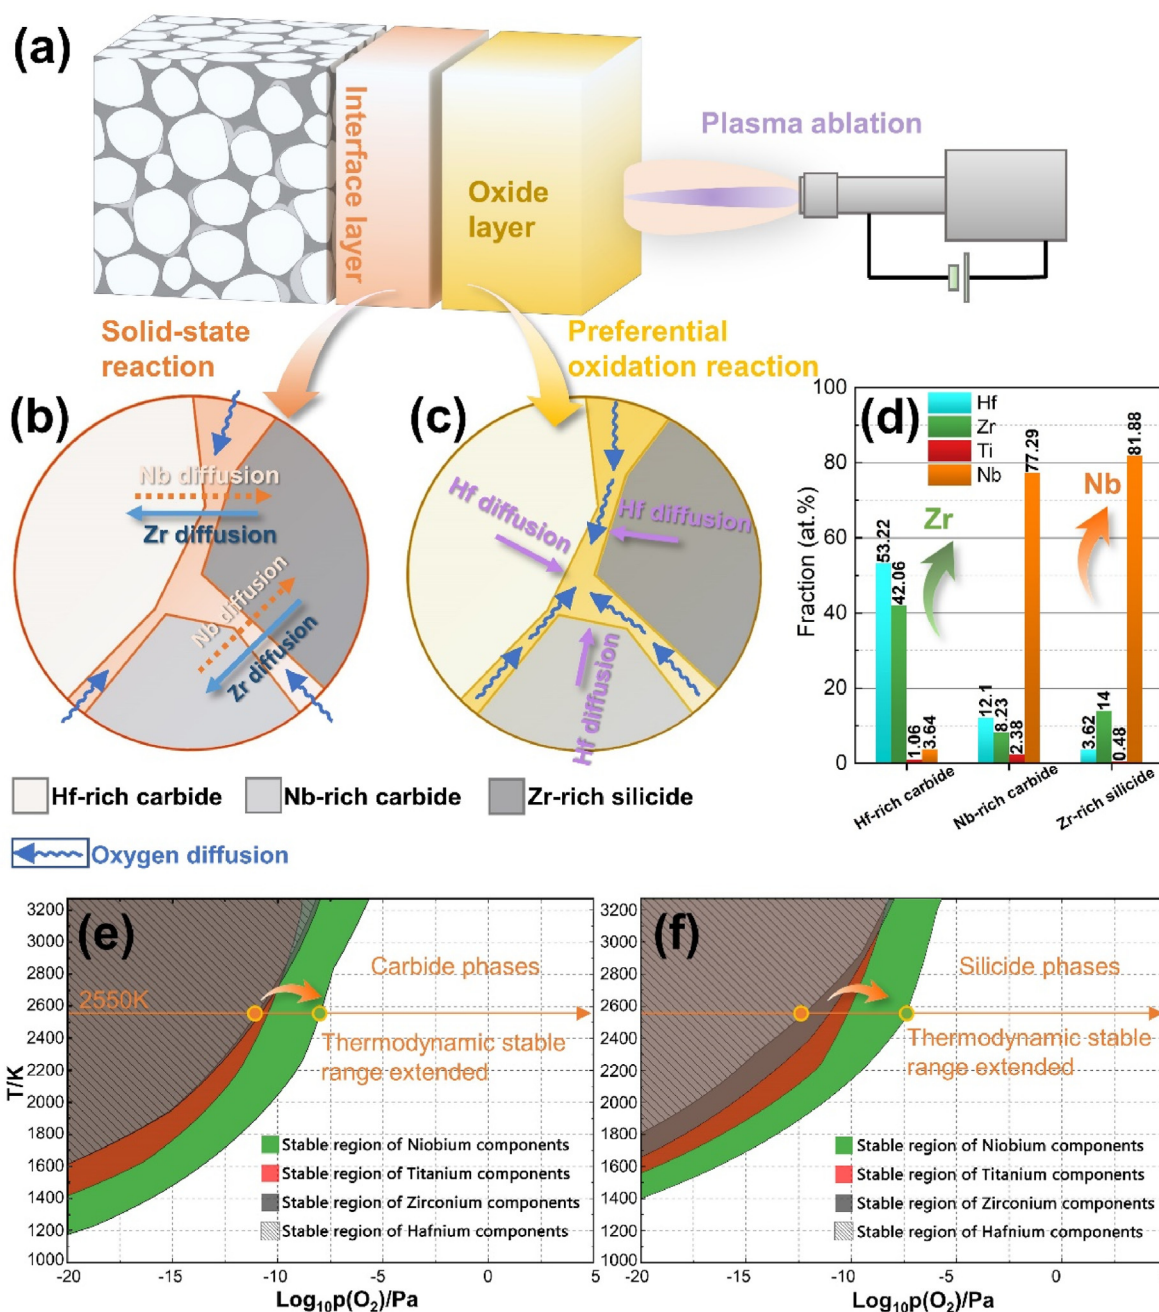 (a)
Interface layer
Oxide
layer
Plasma ablation
Solid-state
reaction
Preferential
oxidation reaction
(b)
Nb diffusion
Zr diffusion
Nb diffusion
Zr diffusion
(c)
Hf diffusion
Hf diffusion
Hf diffusion
(d)
Hf
Zr
Ti
Nb
Fraction (at.%)
100
80
60
40
20
0
53.22
42.06
1.06
3.64
12.1
8.23
2.38
77.29
3.62
14
0.48
81.88
Zr
Nb
Hf-rich carbide
Nb-rich carbide
Zr-rich silicide
Hf-rich carbide
Nb-rich carbide
Zr-rich silicide
Oxygen diffusion
(e)
T/K
3200
3000
2800
2600
2400
2200
2000
1800
1600
1400
1200
1000
2550K
Carbide phases
Thermodynamic stable
range extended
Stable region of Niobium components
Stable region of Titanium components
Stable region of Zirconium components
Stable region of Hafnium components
-20
-15
-10
-5
0
5
Log₁₀p(O₂)/Pa
(f)
3200
3000
2800
2600
2400
2200
2000
1800
1600
1400
1200
1000
Silicide phases
Thermodynamic stable
range extended
Stable region of Niobium components
Stable region of Titanium components
Stable region of Zirconium components
Stable region of Hafnium components
-20
-15
-10
-5
0
5
Log₁₀p(O₂)/Pa